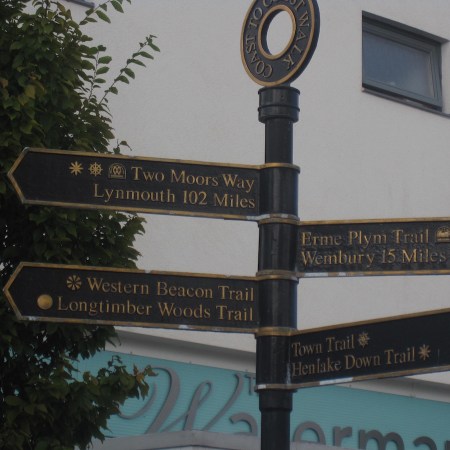 COAST TO COAST WALK
Two Moors Way
Lynmouth 102 Miles
Erme Plym Trail
Wembury 15 Miles
Western Beacon Trail
Longtimber Woods Trail
Town Trail
Henlake Down Trail